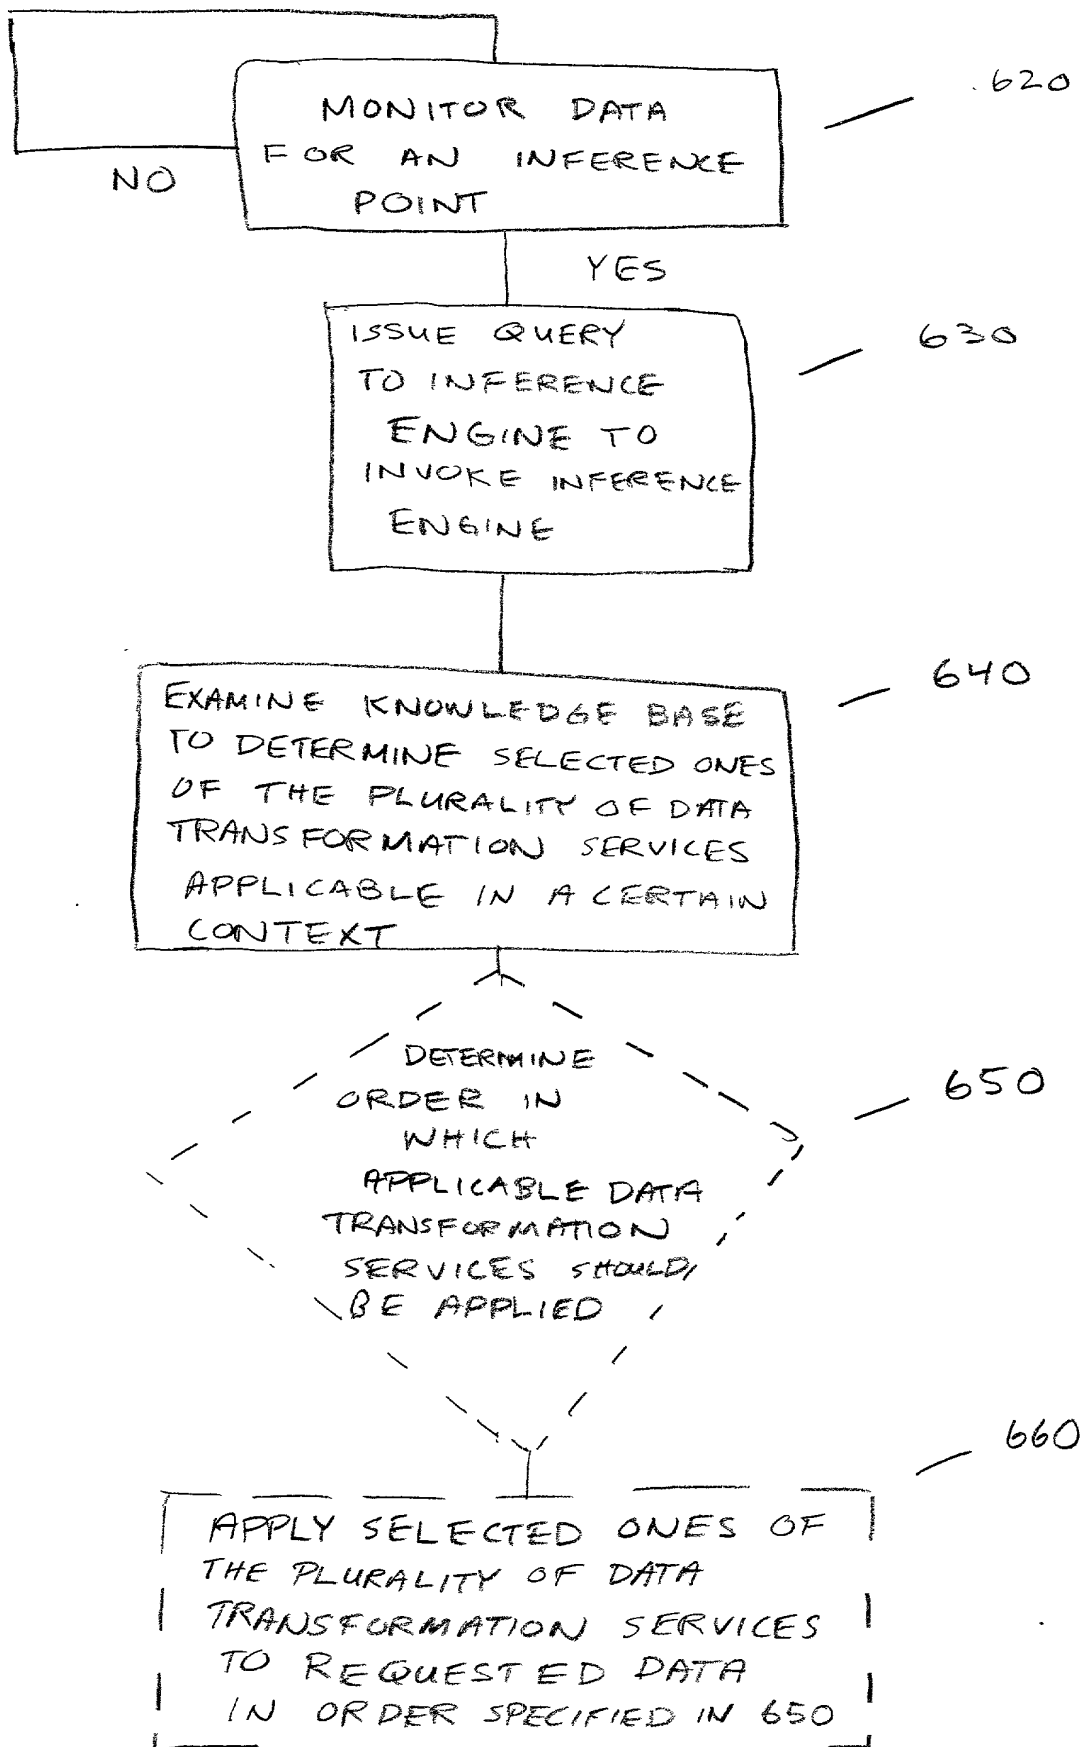 620
MONITOR DATA
FOR AN INFERENCE
POINT
NO
YES
630
ISSUE QUERY
TO INFERENCE
ENGINE TO
INVOKE INFERENCE
ENGINE
640
EXAMINE KNOWLEDGE BASE
TO DETERMINE SELECTED ONES
OF THE PLURALITY OF DATA
TRANSFORMATION SERVICES
APPLICABLE IN A CERTAIN
CONTEXT
650
DETERMINE
ORDER IN
WHICH
APPLICABLE DATA
TRANSFORMATION
SERVICES SHOULD
BE APPLIED
660
APPLY SELECTED ONES OF
THE PLURALITY OF DATA
TRANSFORMATION SERVICES
TO REQUESTED DATA
IN ORDER SPECIFIED IN 650